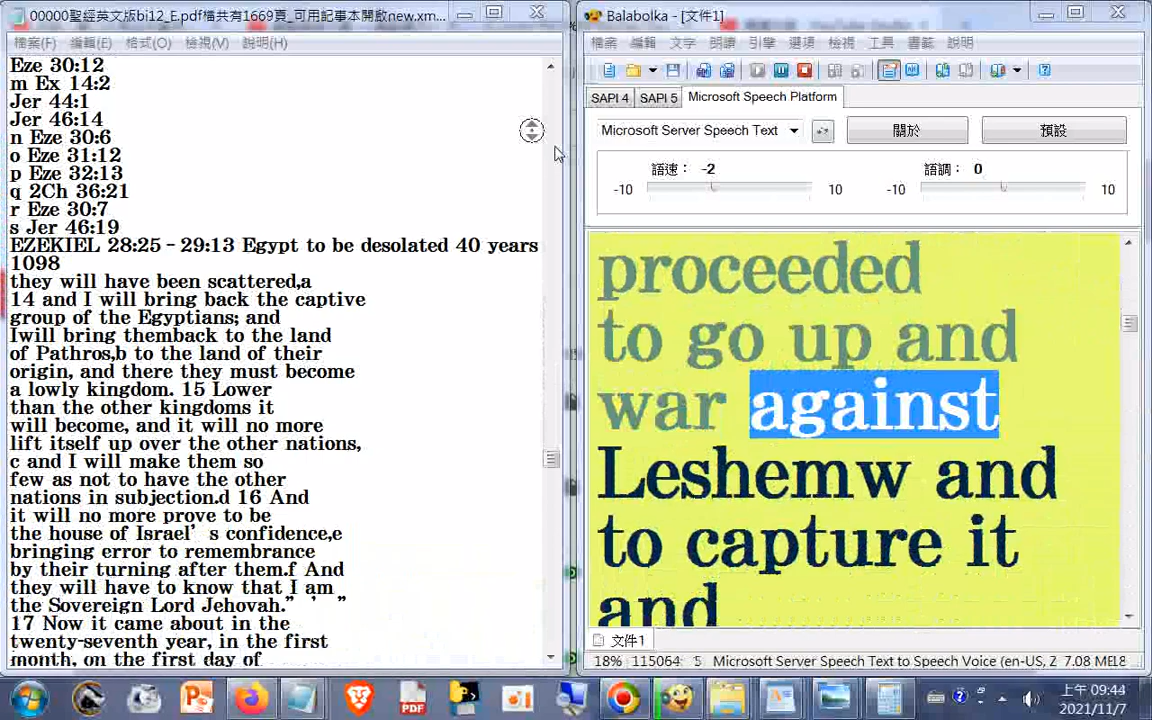 00000聖經英文版bi12_E.pdf檔共有1669頁_可用記事本開啟new.xm...
檔案(F) 編輯(E) 格式(O) 檢視(V) 說明(H)
Eze 30:12
m Ex 14:2
Jer 44:1
Jer 46:14
n Eze 30:6
o Eze 31:12
p Eze 32:13
q 2Ch 36:21
r Eze 30:7
s Jer 46:19
EZEKIEL 28:25–29:13 Egypt to be desolated 40 years
1098
they will have been scattered,a
14 and I will bring back the captive
group of the Egyptians; and
Iwill bring themback to the land
of Pathros,b to the land of their
origin, and there they must become
a lowly kingdom. 15 Lower
than the other kingdoms it
will become, and it will no more
lift itself up over the other nations,
c and I will make them so
few as not to have the other
nations in subjection.d 16 And
it will no more prove to be
the house of Israel’s confidence,e
bringing error to remembrance
by their turning after them.f And
they will have to know that I am
the Sovereign Lord Jehovah.” ’ ”
17 Now it came about in the
twenty-seventh year, in the first
month, on the first day of
Balabolka - [文件1]
檔案 編輯 文字 朗讀 引擎 選項 檢視 工具 書籤 說明
SAPI 4 SAPI 5 Microsoft Speech Platform
Microsoft Server Speech Text 關於 預設
語速： -2 語調： 0
-10 10 -10 10
proceeded
to go up and
war against
Leshemw and
to capture it
and
文件1
18% 115064 5 Microsoft Server Speech Text to Speech Voice (en-US, 2 7.08 MEL8
PDF
上午 09:44
2021/11/7